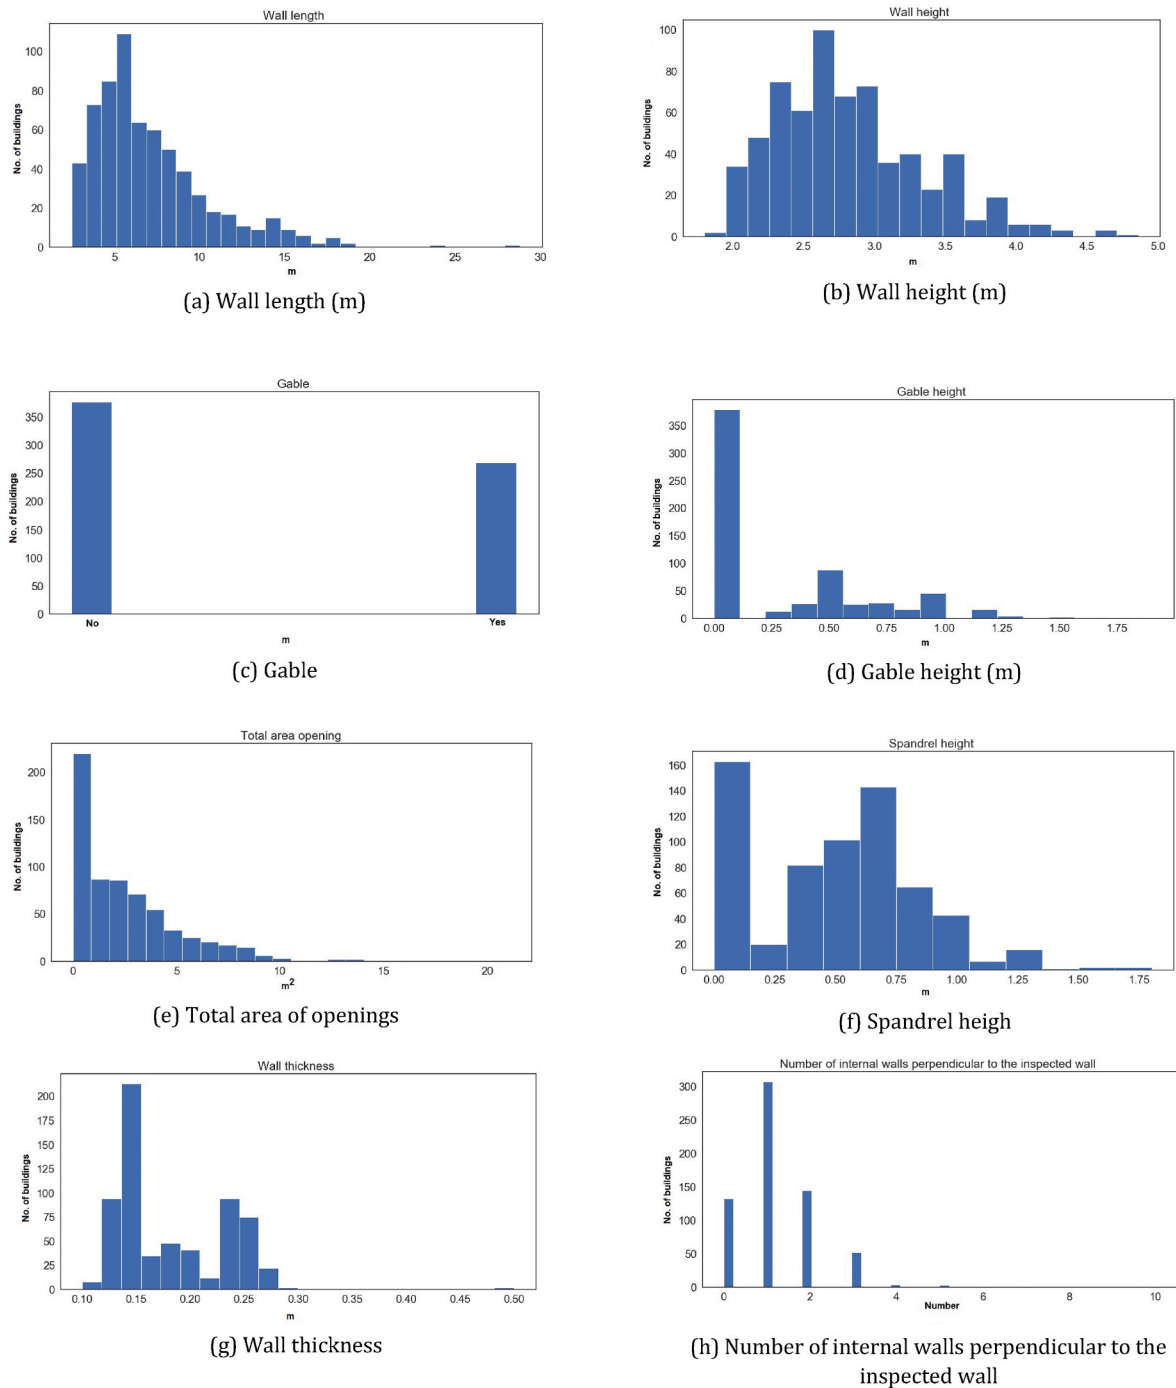 Wall length
No. of buildings
100
80
60
40
20
0
5 10 15 20 25 30
m
(a) Wall length (m)
Wall height
No. of buildings
100
80
60
40
20
0
2.0 2.5 3.0 3.5 4.0 4.5 5.0
m
(b) Wall height (m)
Gable
No. of buildings
350
300
250
200
150
100
50
0
No Yes
m
(c) Gable
Gable height
No. of buildings
350
300
250
200
150
100
50
0
0.00 0.25 0.50 0.75 1.00 1.25 1.50 1.75
m
(d) Gable height (m)
Total area opening
No. of buildings
200
150
100
50
0
0 5 10 15 20
m2
(e) Total area of openings
Spandrel height
No. of buildings
160
140
120
100
80
60
40
20
0
0.00 0.25 0.50 0.75 1.00 1.25 1.50 1.75
m
(f) Spandrel heigh
Wall thickness
No. of buildings
200
175
150
125
100
75
50
25
0
0.10 0.15 0.20 0.25 0.30 0.35 0.40 0.45 0.50
m
(g) Wall thickness
Number of internal walls perpendicular to the inspected wall
No. of buildings
300
250
200
150
100
50
0
0 2 4 6 8 10
Number
(h) Number of internal walls perpendicular to the
inspected wall